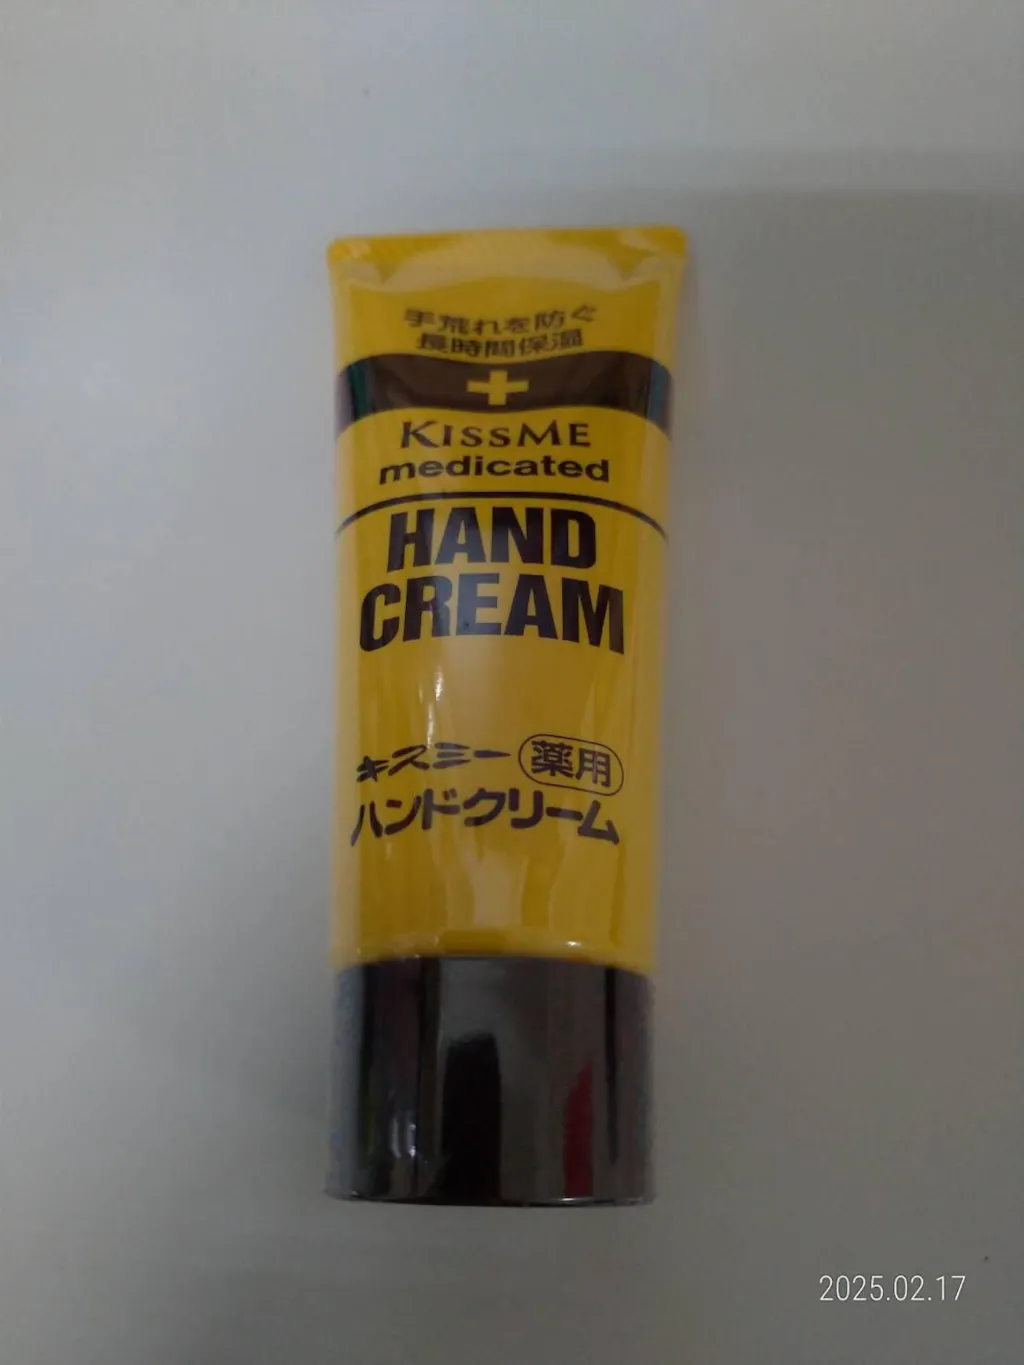 手荒れを防ぐ
長時間保湿
KISSME
medicated
HAND
CREAM
キスミー 薬用
ハンドクリーム
2025.02.17